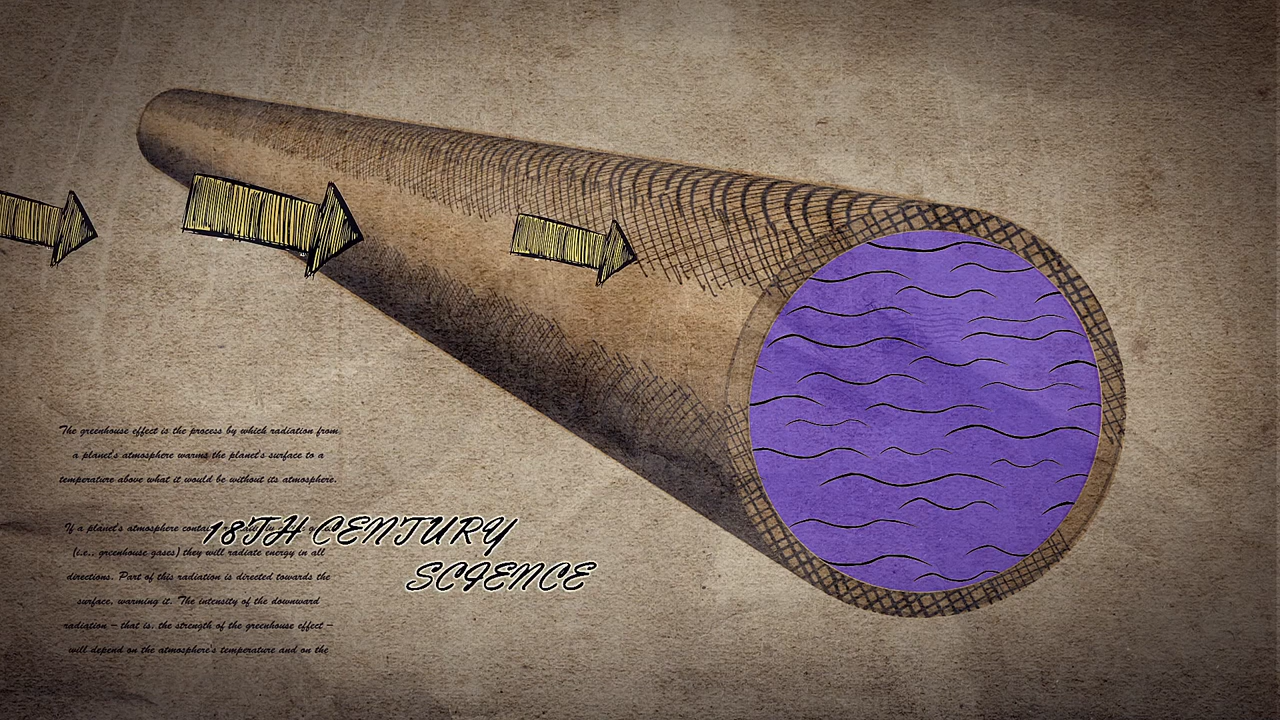 The greenhouse effect is the process by which radiation from
a planet's atmosphere warms the planet's surface to a
temperature above what it would be without its atmosphere.
If a planet's atmosphere
18TH CENTURY
(i.e., greenhouse gases) they will radiate energy in all
SCIENCE
directions. Part of this radiation is directed towards the
surface, warming it. The intensity of the downward
radiation – that is, the strength of the greenhouse effect –
will depend on the atmosphere's temperature and on the